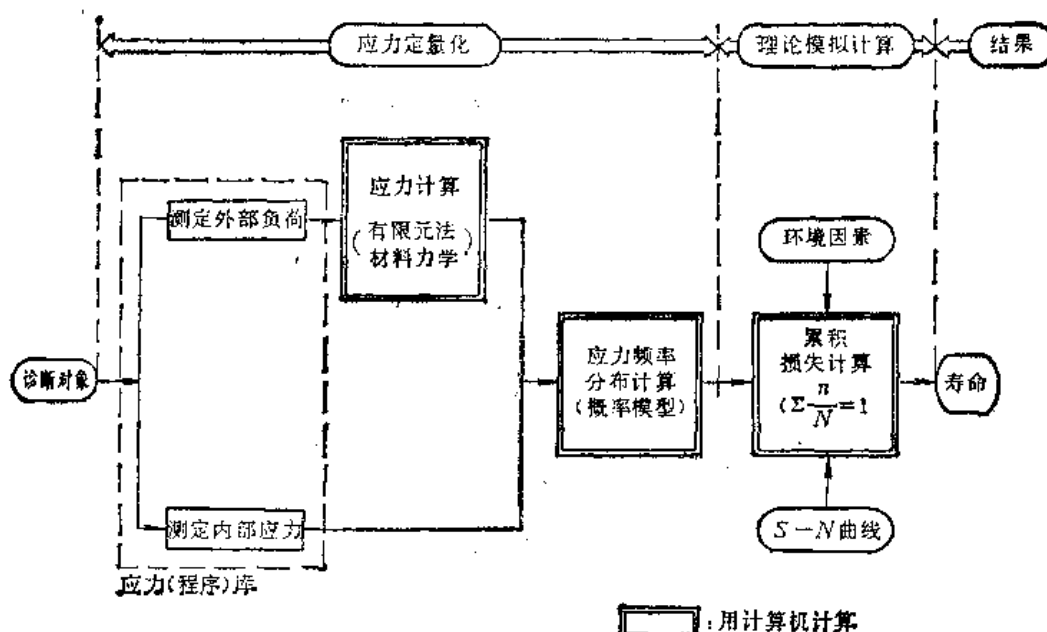 应力定量化
理论模拟计算
结果
应力计算
(有限元法
材料力学)
测定外部负荷
环境因素
诊断对象
应力频率
分布计算
(概率模型)
累积
损失计算
(Σn/N=1
寿命
测定内部应力
S-N曲线
应力(程序)库
:用计算机计算